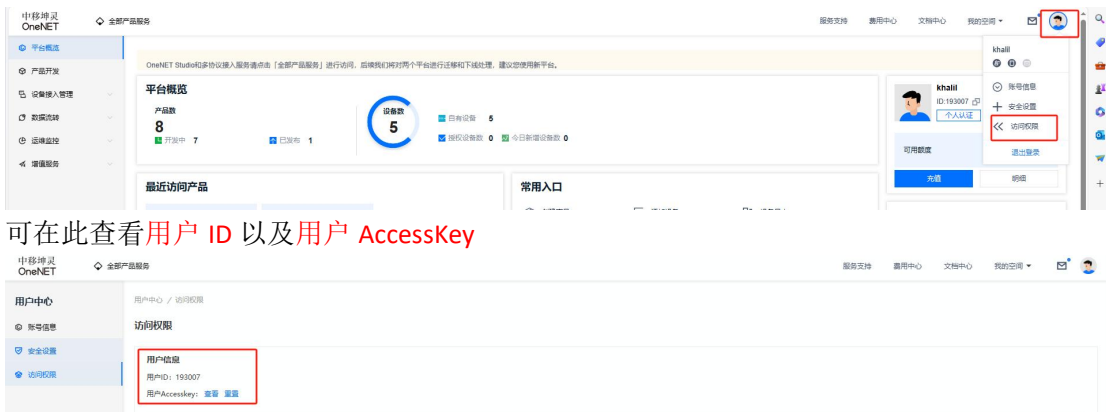 中移坤灵
OneNET
全部产品服务
服务支持 费用中心 文档中心 我的空间
平台概览
产品开发
设备接入管理
数据流转
运维监控
增值服务
OneNET Studio和多协议接入服务请点击「全部产品服务」进行访问，后续我们将对两个平台进行迁移和下线处理，建议您使用新平台。
平台概览
产品数
8
开发中 7 已发布 1
设备数
5
自有设备 5
授权设备数 0 今日新增设备数 0
最近访问产品
常用入口
khalil
ID:193007
个人认证
可用额度
充值 明细
khalil
账号信息
安全设置
访问权限
退出登录
可在此查看用户 ID 以及用户 AccessKey
中移坤灵
OneNET
全部产品服务
服务支持 费用中心 文档中心 我的空间
用户中心
账号信息
安全设置
访问权限
用户中心 / 访问权限
访问权限
用户信息
用户ID: 193007
用户Accesskey: 查看 重置